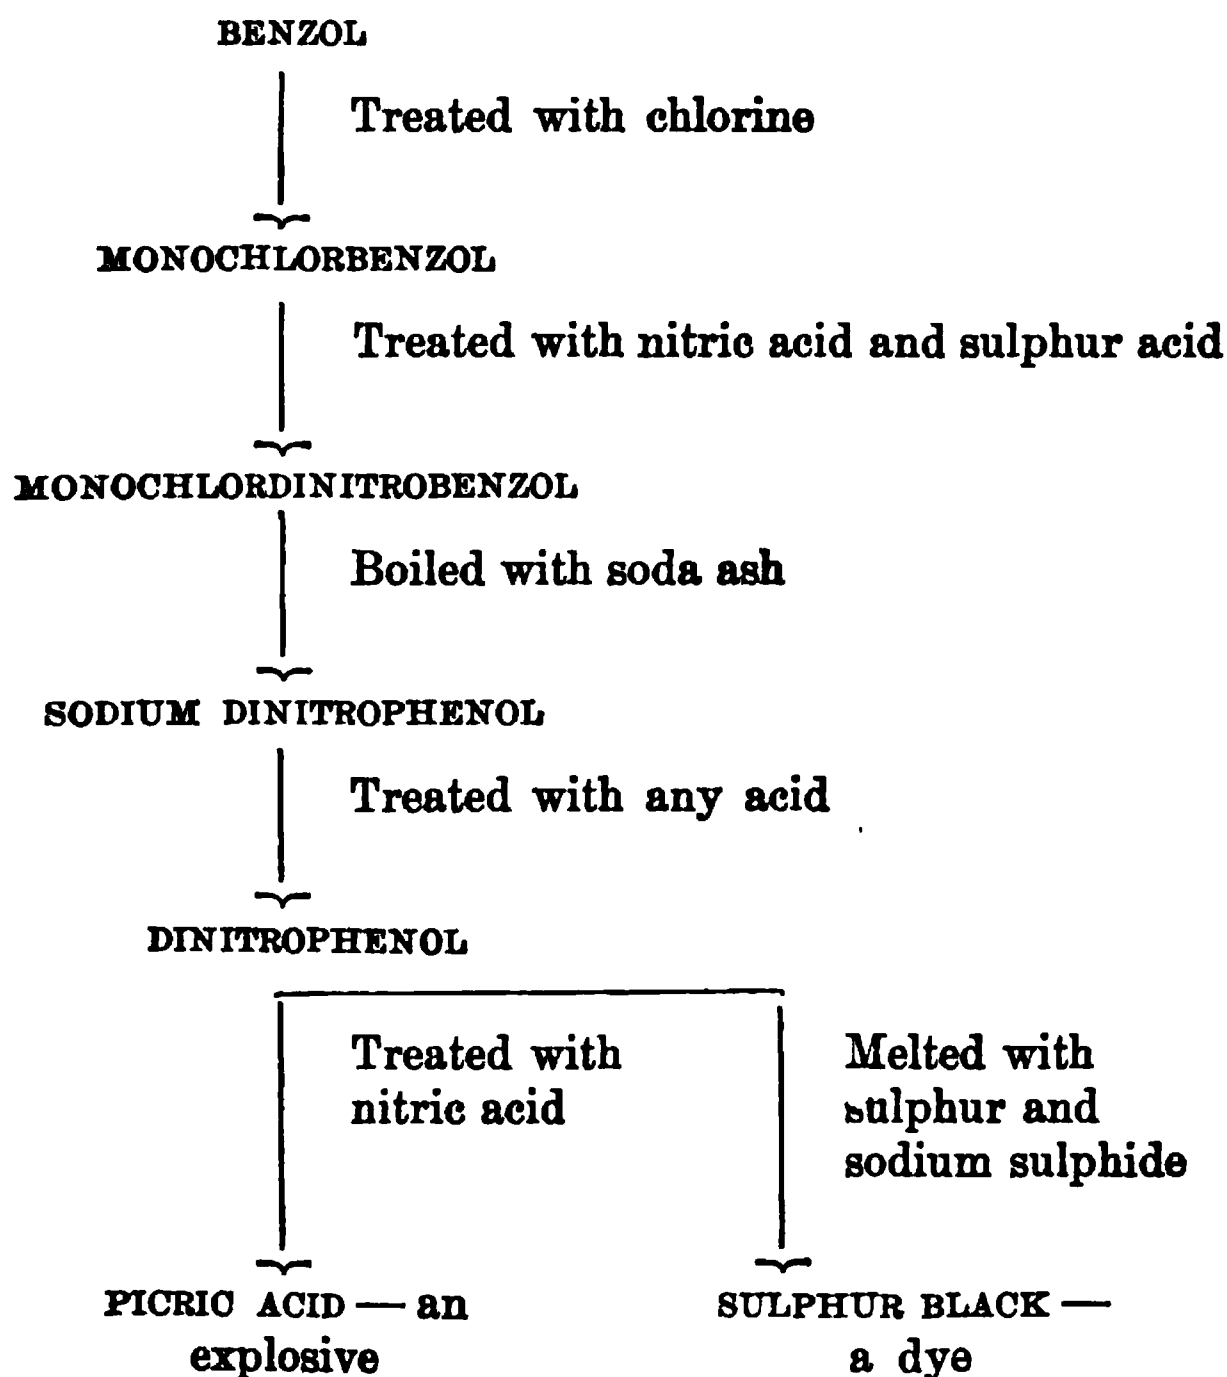 BENZOL
Treated with chlorine
MONOCHLORBENZOL
Treated with nitric acid and sulphur acid
MONOCHLORDINITROBENZOL
Boiled with soda ash
SODIUM DINITROPHENOL
Treated with any acid
DINITROPHENOL
Treated with
nitric acid
Melted with
sulphur and
sodium sulphide
PICRIC ACID — an
explosive
SULPHUR BLACK —
a dye